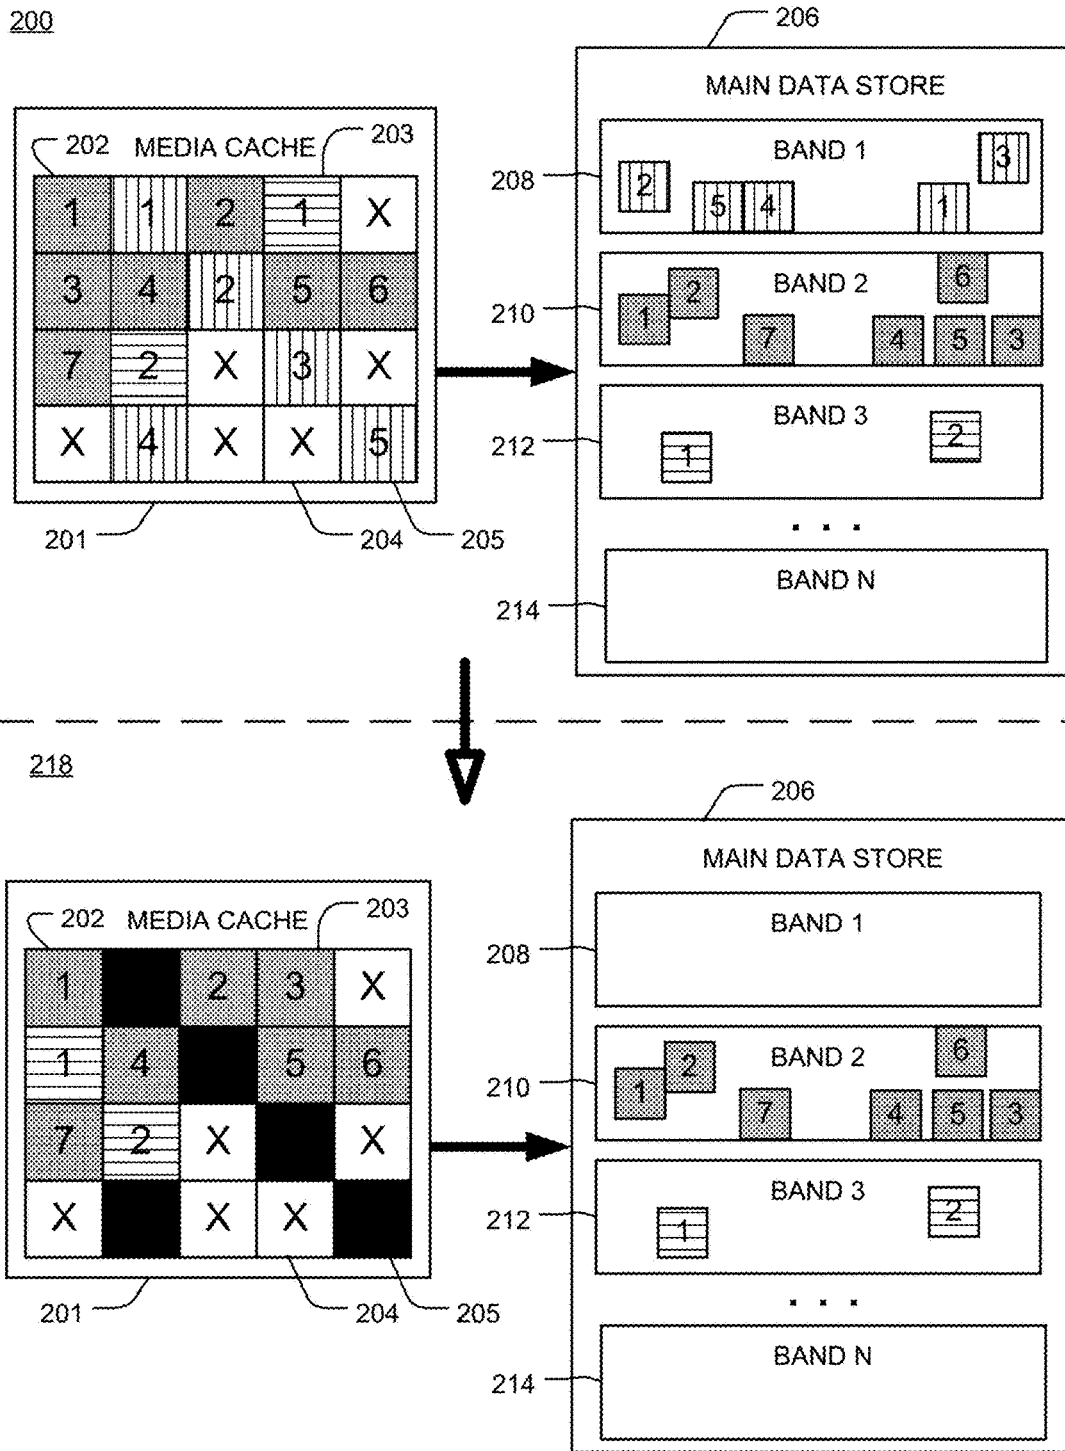 200
206
MAIN DATA STORE
202 MEDIA CACHE 203
BAND 1
208
2 5 4 1 3
1 1 2 1 X
3 4 2 5 6
7 2 X 3 X
X 4 X X 5
BAND 2
210
1 2 7 4 6 5 3
BAND 3
212
1 2
201 204 205
. . .
BAND N
214
218
206
MAIN DATA STORE
202 MEDIA CACHE 203
BAND 1
208
1 2 3 X
1 4 5 6
7 2 X X
X X X
BAND 2
210
1 2 7 4 6 5 3
BAND 3
212
1 2
201 204 205
. . .
BAND N
214